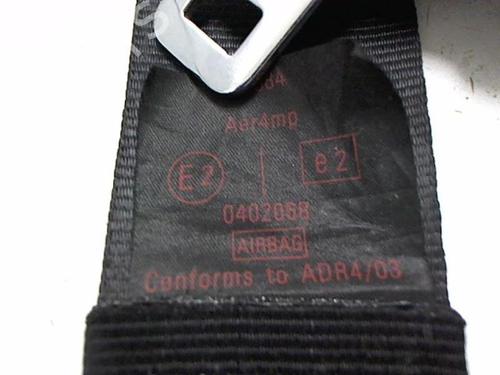 Aer4mp
E2 e2
0402068
AIRBAG
Conforms to ADR4/03